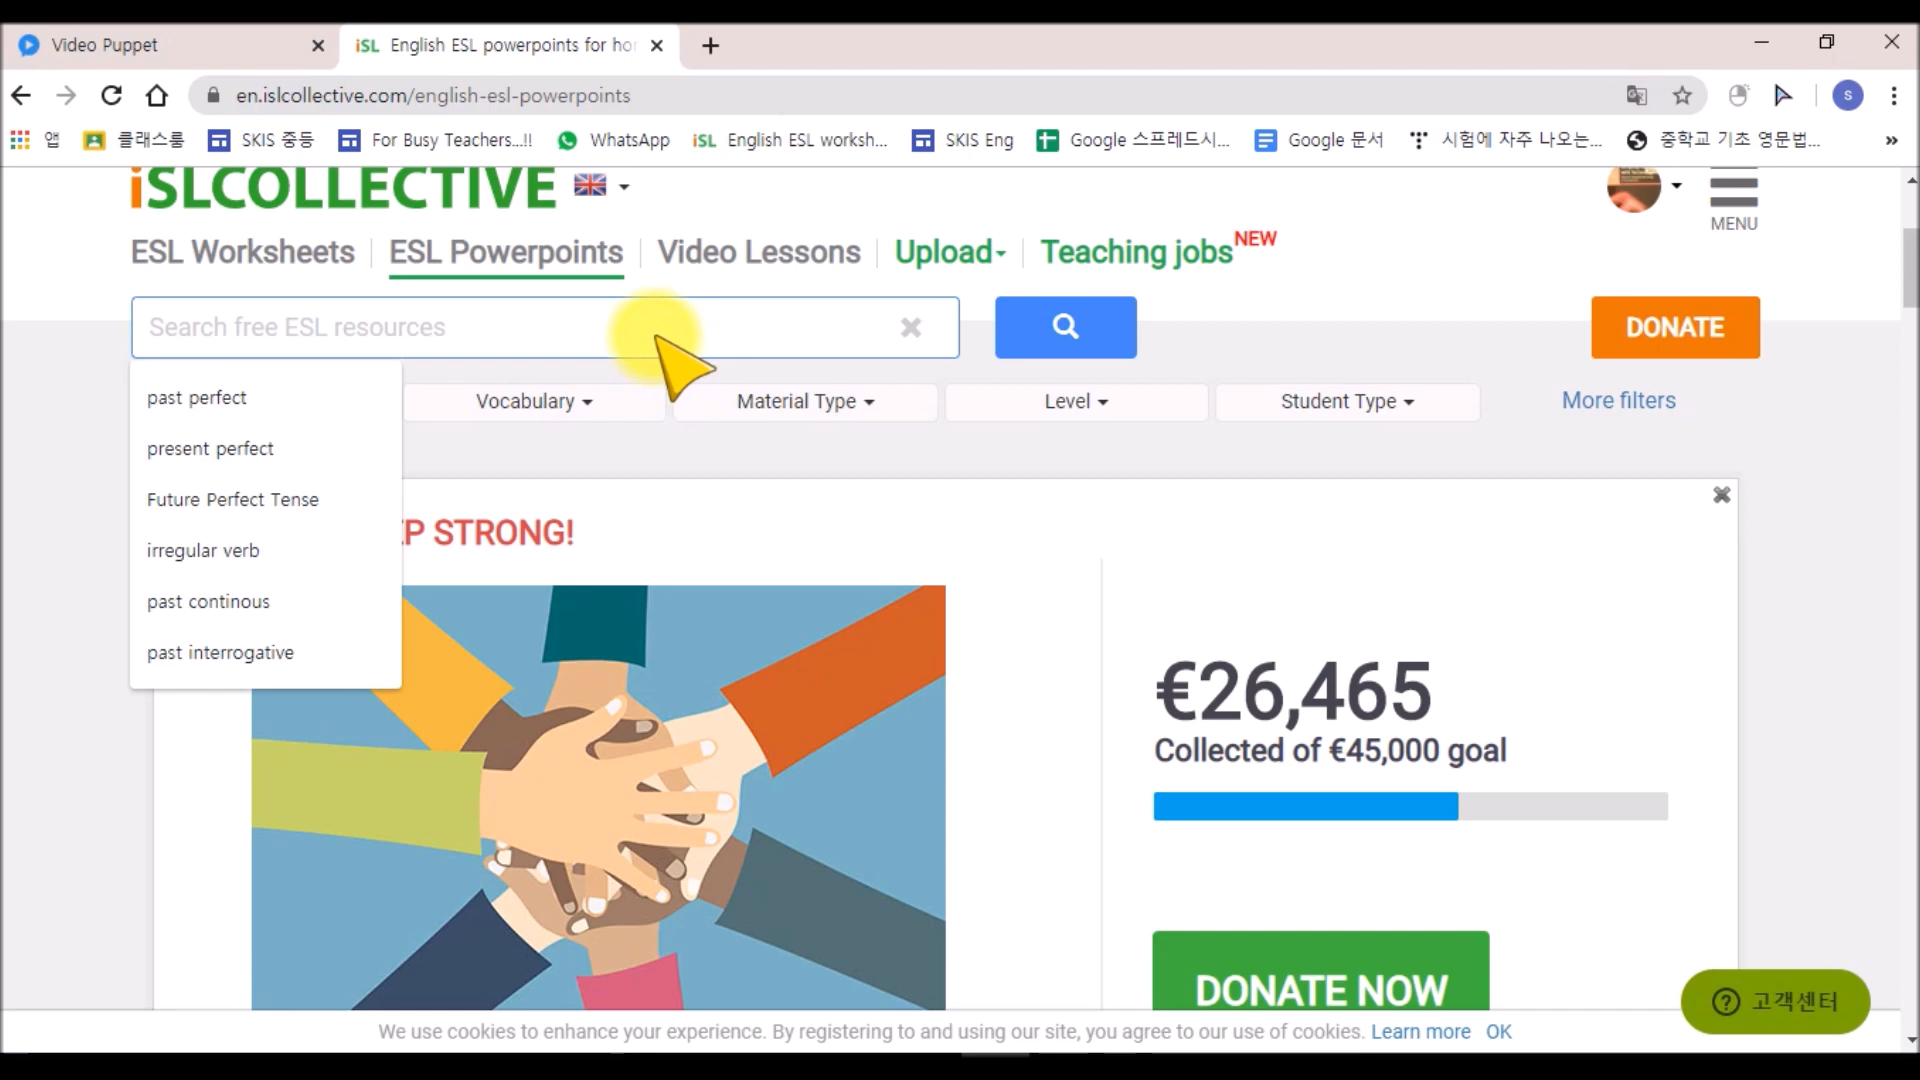 Video Puppet
iSL English ESL powerpoints for hor
en.islcollective.com/english-esl-powerpoints
S
앱 클래스룸 SKIS 중등 For Busy Teachers...!! WhatsApp iSL English ESL worksh... SKIS Eng Google 스프레드시... Google 문서 시험에 자주 나오는... 중학교 기초 영문법... »
iSLCOLLECTIVE
MENU
ESL Worksheets ESL Powerpoints Video Lessons Upload Teaching jobs NEW
Search free ESL resources
DONATE
past perfect
present perfect
Future Perfect Tense
irregular verb
past continous
past interrogative
Vocabulary Material Type Level Student Type More filters
EP STRONG!
€26,465
Collected of €45,000 goal
DONATE NOW
고객센터
We use cookies to enhance your experience. By registering to and using our site, you agree to our use of cookies. Learn more OK